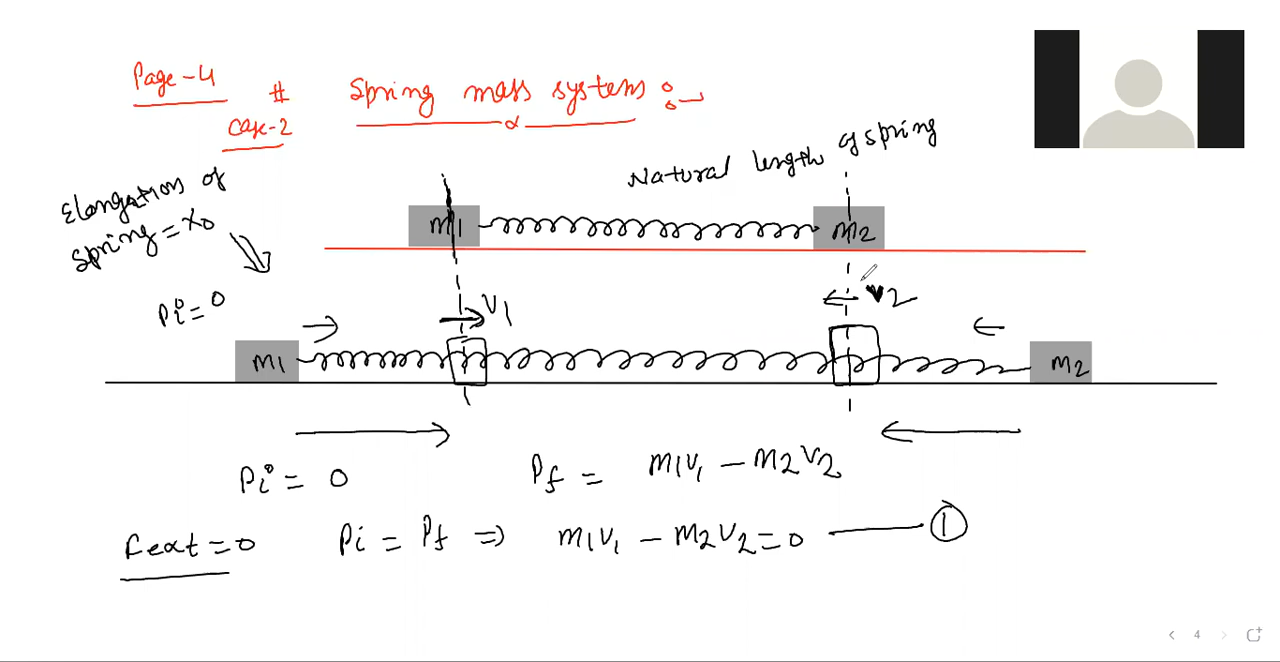 Page-4
# Spring mass system :→
Case-2
Natural length of spring
Elongation of
spring = x0
m1 m2
Pi = 0
V1 V2
m1 m2
Pi = 0 Pf = m1V1 - m2V2
Fext = 0 Pi = Pf ⇒ m1V1 - m2V2 = 0 —— ①
< 4 >